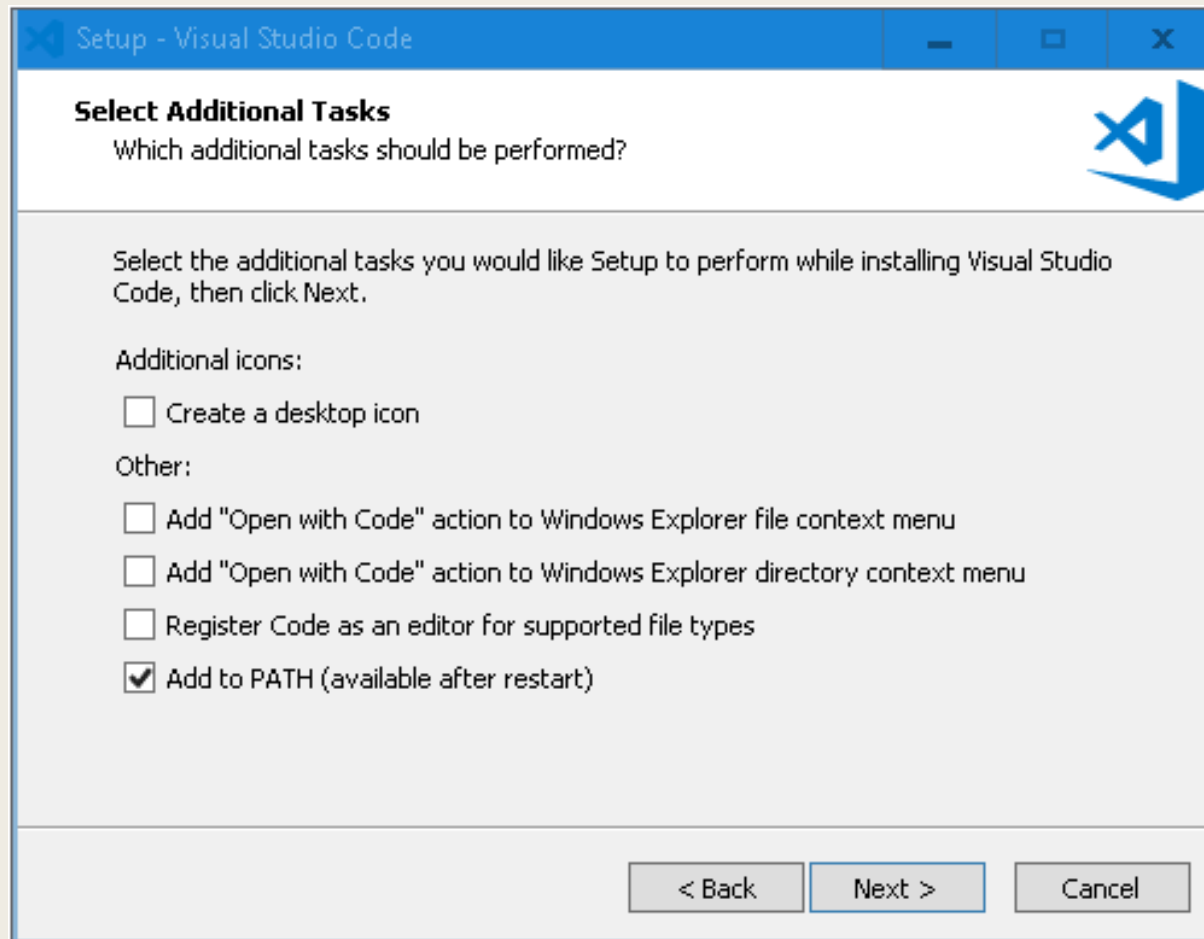 Setup - Visual Studio Code
Select Additional Tasks
Which additional tasks should be performed?
Select the additional tasks you would like Setup to perform while installing Visual Studio
Code, then click Next.
Additional icons:
Create a desktop icon
Other:
Add "Open with Code" action to Windows Explorer file context menu
Add "Open with Code" action to Windows Explorer directory context menu
Register Code as an editor for supported file types
Add to PATH (available after restart)
< Back Next > Cancel